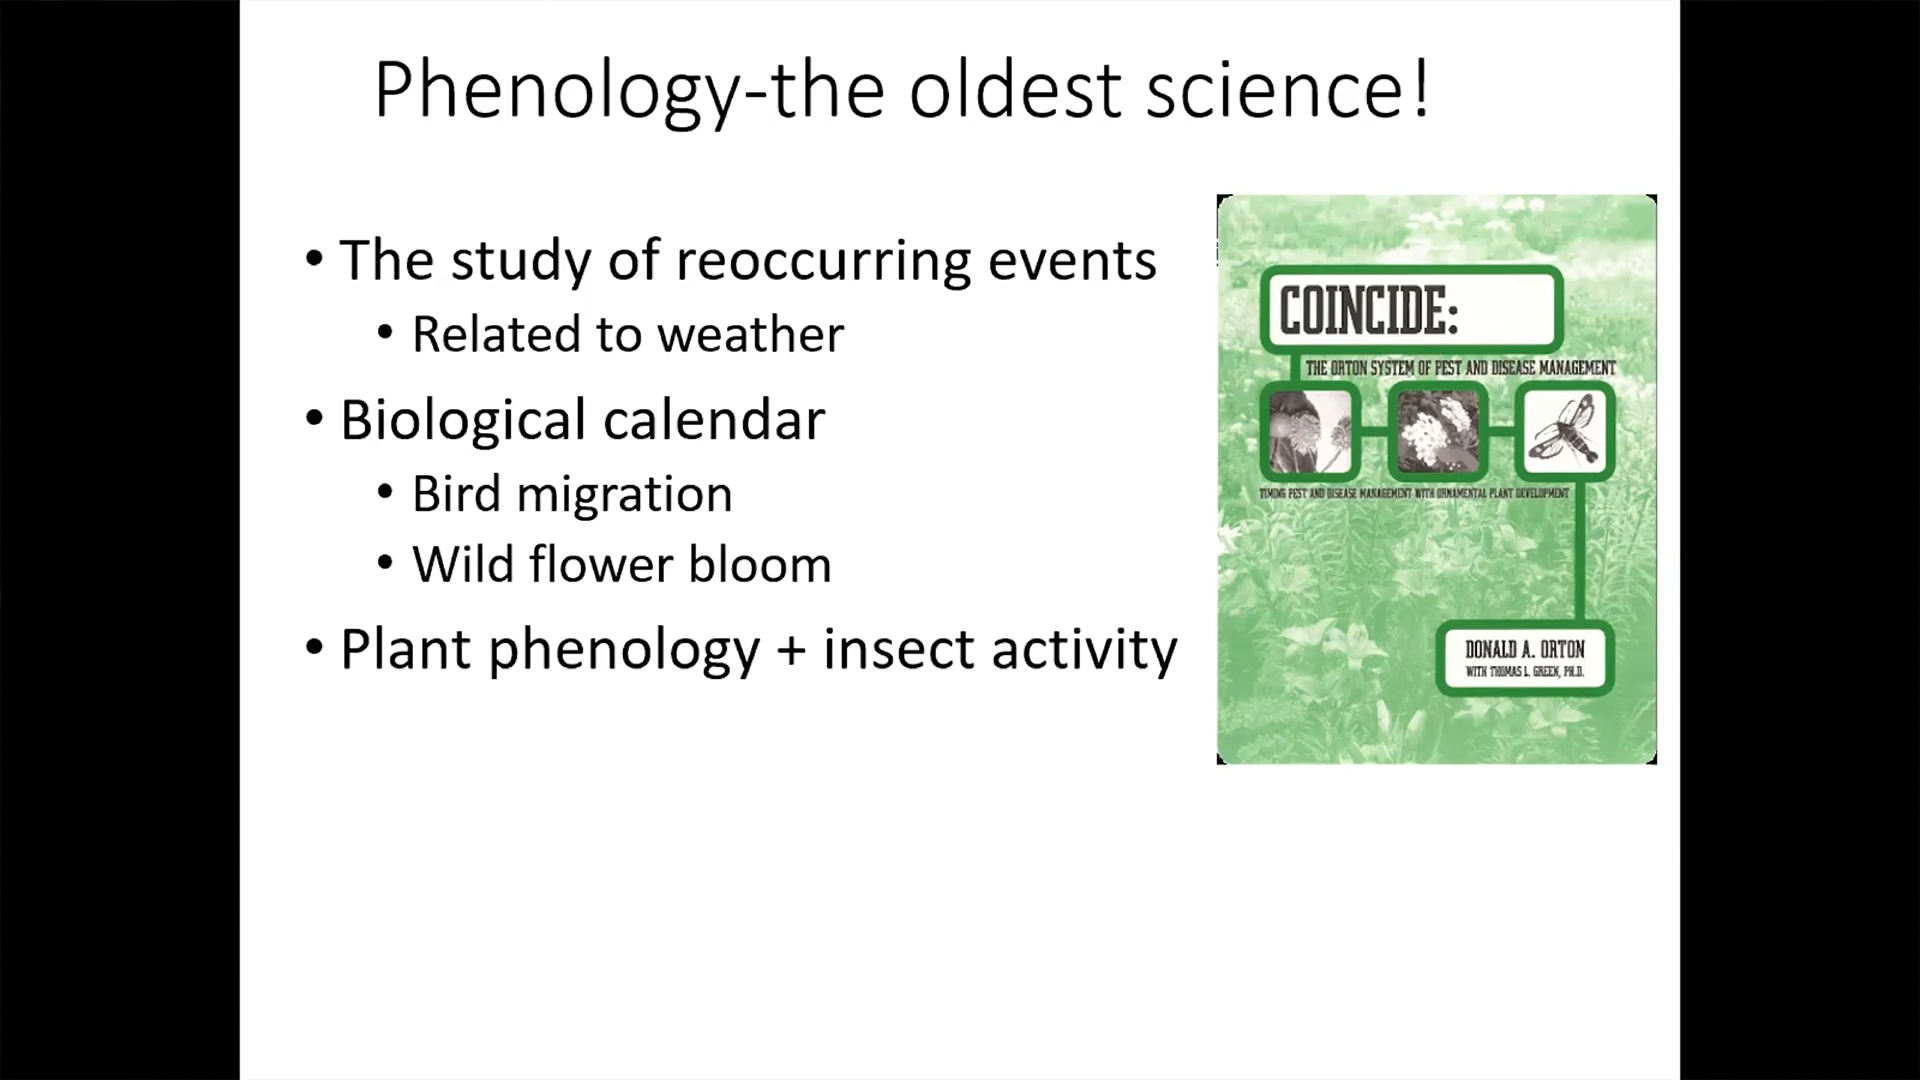 Phenology-the oldest science!
• The study of reoccurring events
• Related to weather
• Biological calendar
• Bird migration
• Wild flower bloom
• Plant phenology + insect activity
COINCIDE:
THE ORTON SYSTEM OF PEST AND DISEASE MANAGEMENT
TIMING PEST AND DISEASE MANAGEMENT WITH ORNAMENTAL PLANT DEVELOPMENT
DONALD A. ORTON
WITH THOMAS L. GREEN, PH.D.